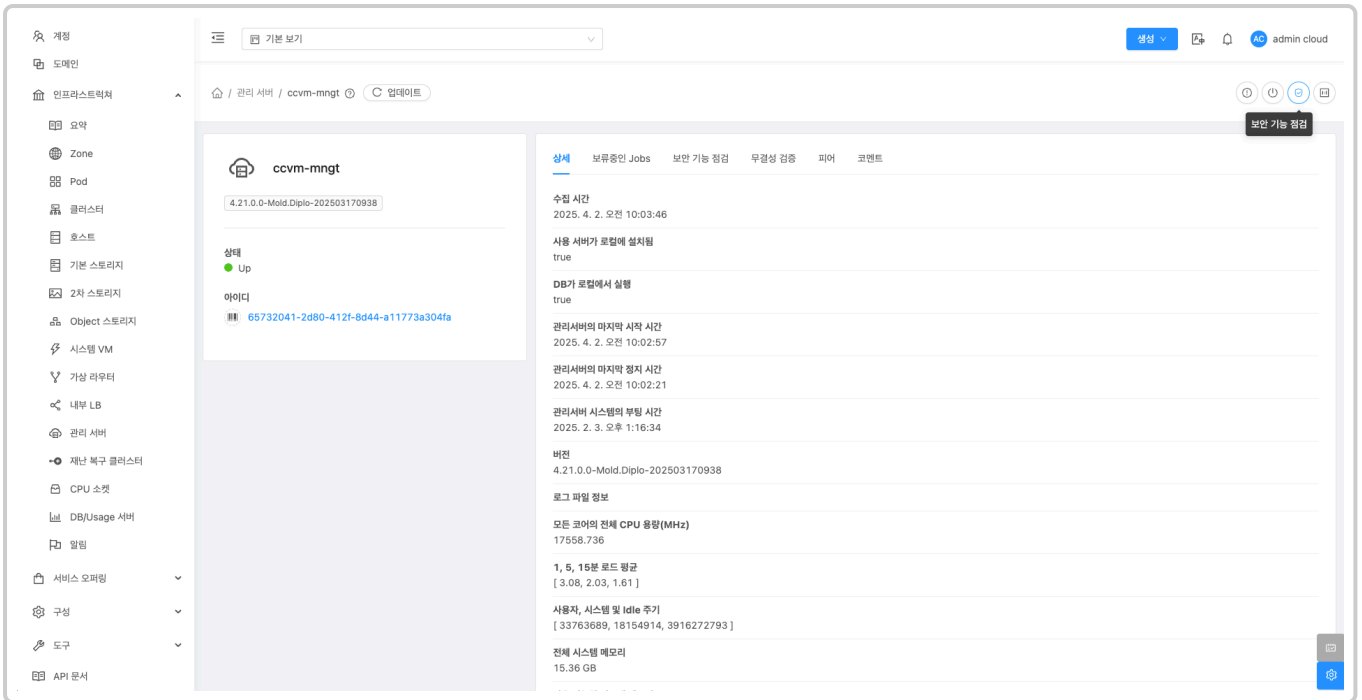 계정
도메인
인프라스트럭쳐
요약
Zone
Pod
클러스터
호스트
기본 스토리지
2차 스토리지
Object 스토리지
시스템 VM
가상 라우터
내부 LB
관리 서버
재난 복구 클러스터
CPU 소켓
DB/Usage 서버
알림
서비스 오퍼링
구성
도구
API 문서
기본 보기
생성
AC admin cloud
/ 관리 서버 / ccvm-mngt 업데이트
보안 기능 점검
ccvm-mngt
4.21.0.0-Mold.Diplo-202503170938
상태
Up
아이디
65732041-2d80-412f-8d44-a11773a304fa
상세 보류중인 Jobs 보안 기능 점검 무결성 검증 피어 코멘트
수집 시간
2025. 4. 2. 오전 10:03:46
사용 서버가 로컬에 설치됨
true
DB가 로컬에서 실행
true
관리서버의 마지막 시작 시간
2025. 4. 2. 오전 10:02:57
관리서버의 마지막 정지 시간
2025. 4. 2. 오전 10:02:21
관리서버 시스템의 부팅 시간
2025. 2. 3. 오후 1:16:34
버전
4.21.0.0-Mold.Diplo-202503170938
로그 파일 정보
모든 코어의 전체 CPU 용량(MHz)
17558.736
1, 5, 15분 로드 평균
[ 3.08, 2.03, 1.61 ]
사용자, 시스템 및 Idle 주기
[ 33763689, 18154914, 3916272793 ]
전체 시스템 메모리
15.36 GB